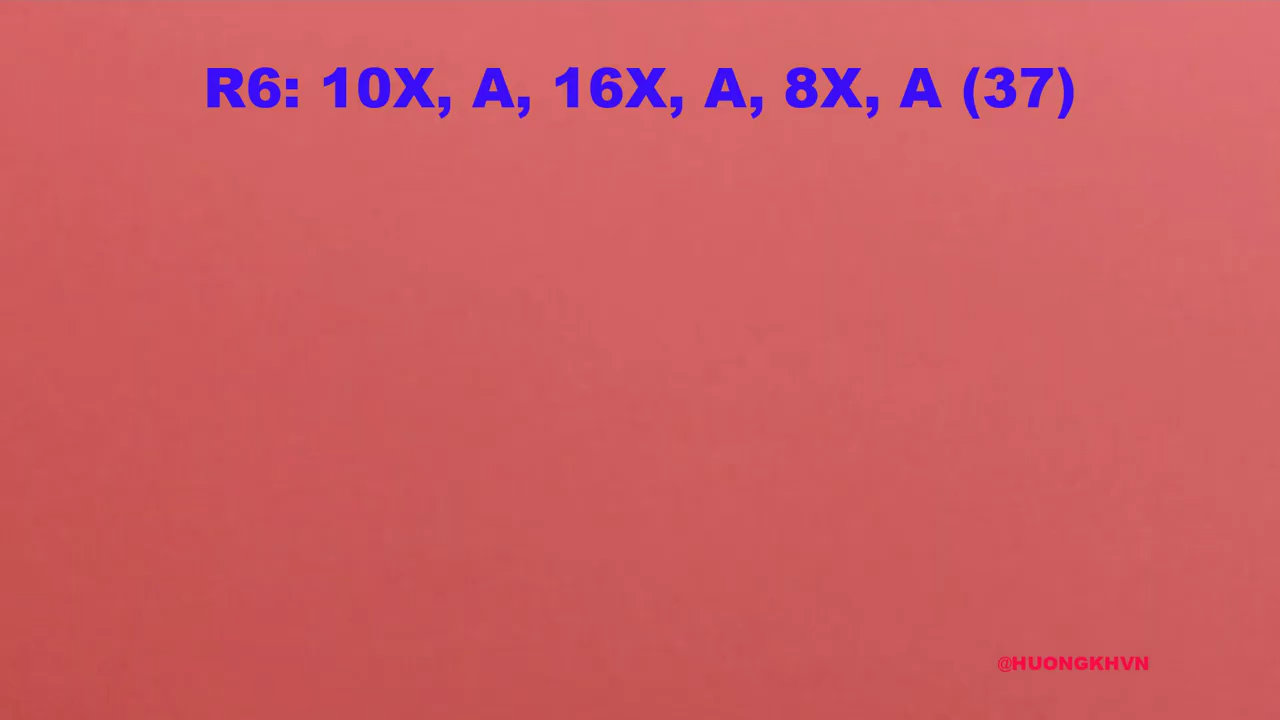 R6: 10X, A, 16X, A, 8X, A (37)
@HUONGKHVN